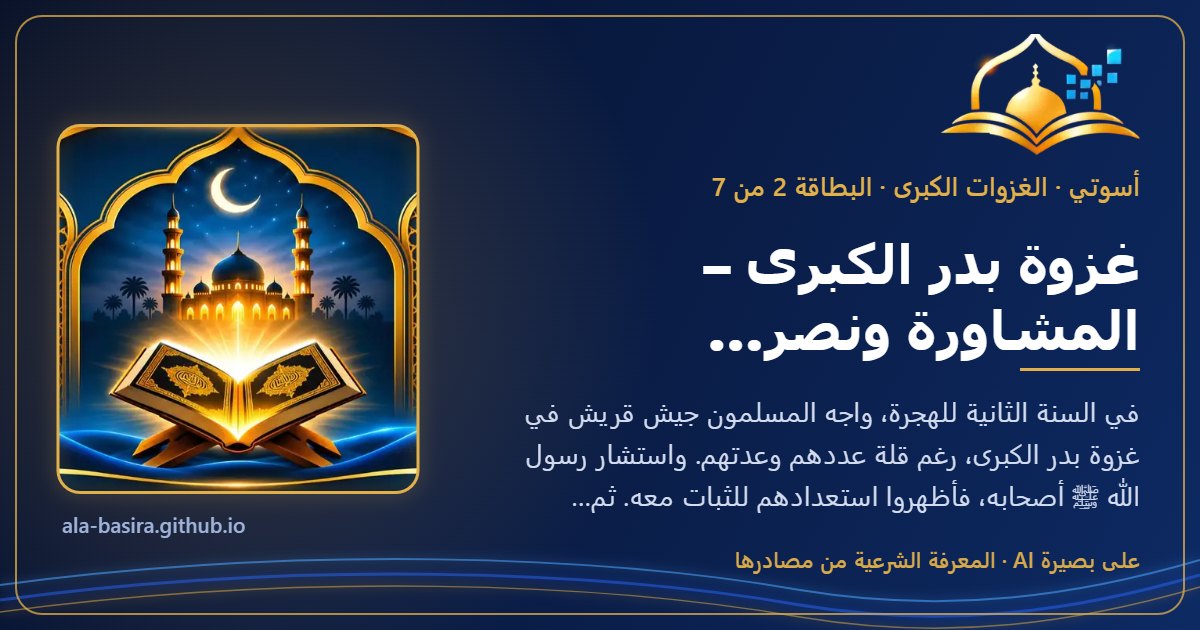 أسوتي · الغزوات الكبرى · البطاقة 2 من 7
غزوة بدر الكبرى –
المشاورة ونصر...
في السنة الثانية للهجرة، واجه المسلمون جيش قريش في
غزوة بدر الكبرى، رغم قلة عددهم وعدتهم. واستشار رسول
الله ﷺ أصحابه، فأظهروا استعدادهم للثبات معه. ثم...
على بصيرة AI · المعرفة الشرعية من مصادرها
ala-basira.github.io